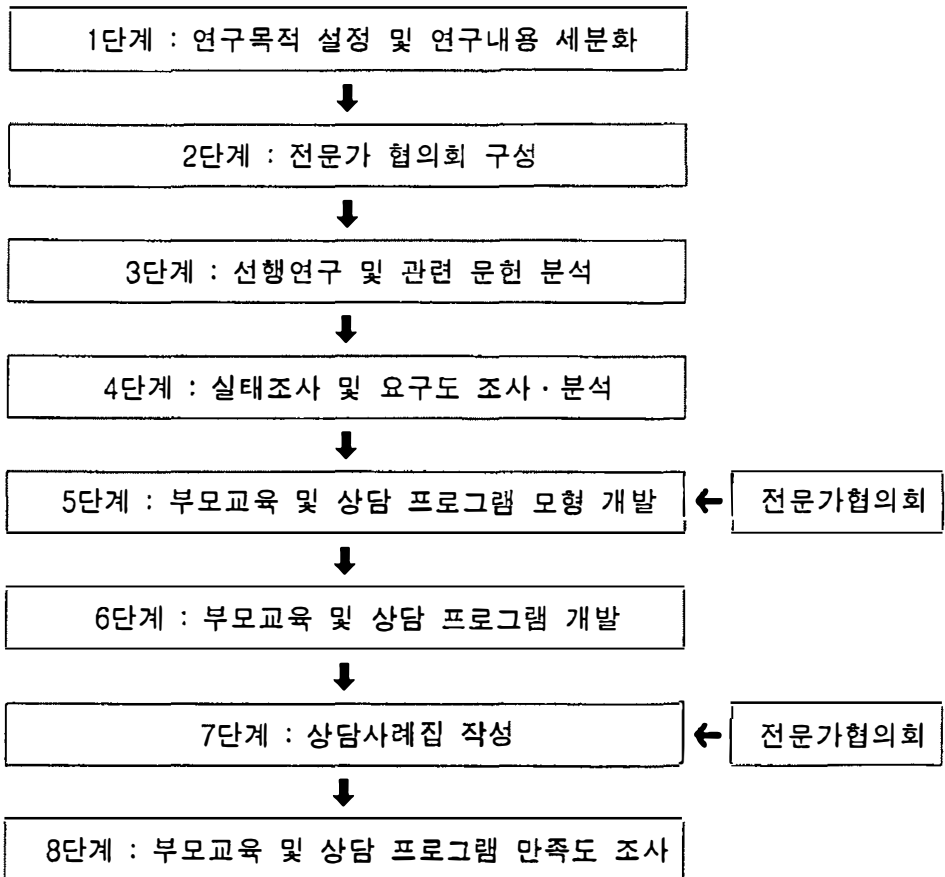 1단계 : 연구목적 설정 및 연구내용 세분화
2단계 : 전문가 협의회 구성
3단계 : 선행연구 및 관련 문헌 분석
4단계 : 실태조사 및 요구도 조사·분석
5단계 : 부모교육 및 상담 프로그램 모형 개발
전문가협의회
6단계 : 부모교육 및 상담 프로그램 개발
7단계 : 상담사례집 작성
전문가협의회
8단계 : 부모교육 및 상담 프로그램 만족도 조사